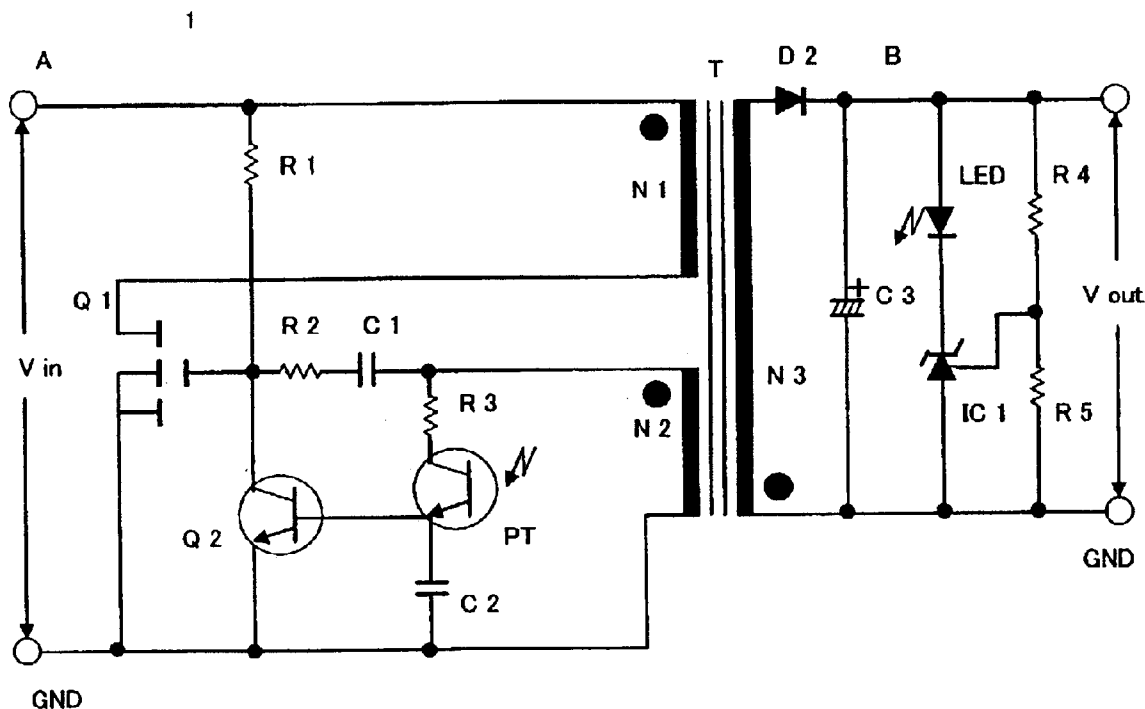 1
A
T
D 2
B
R 1
N 1
LED
R 4
Q 1
R 2
C 1
C 3
+
V out
V in
R 3
N 2
N 3
IC 1
R 5
Q 2
PT
C 2
GND
GND